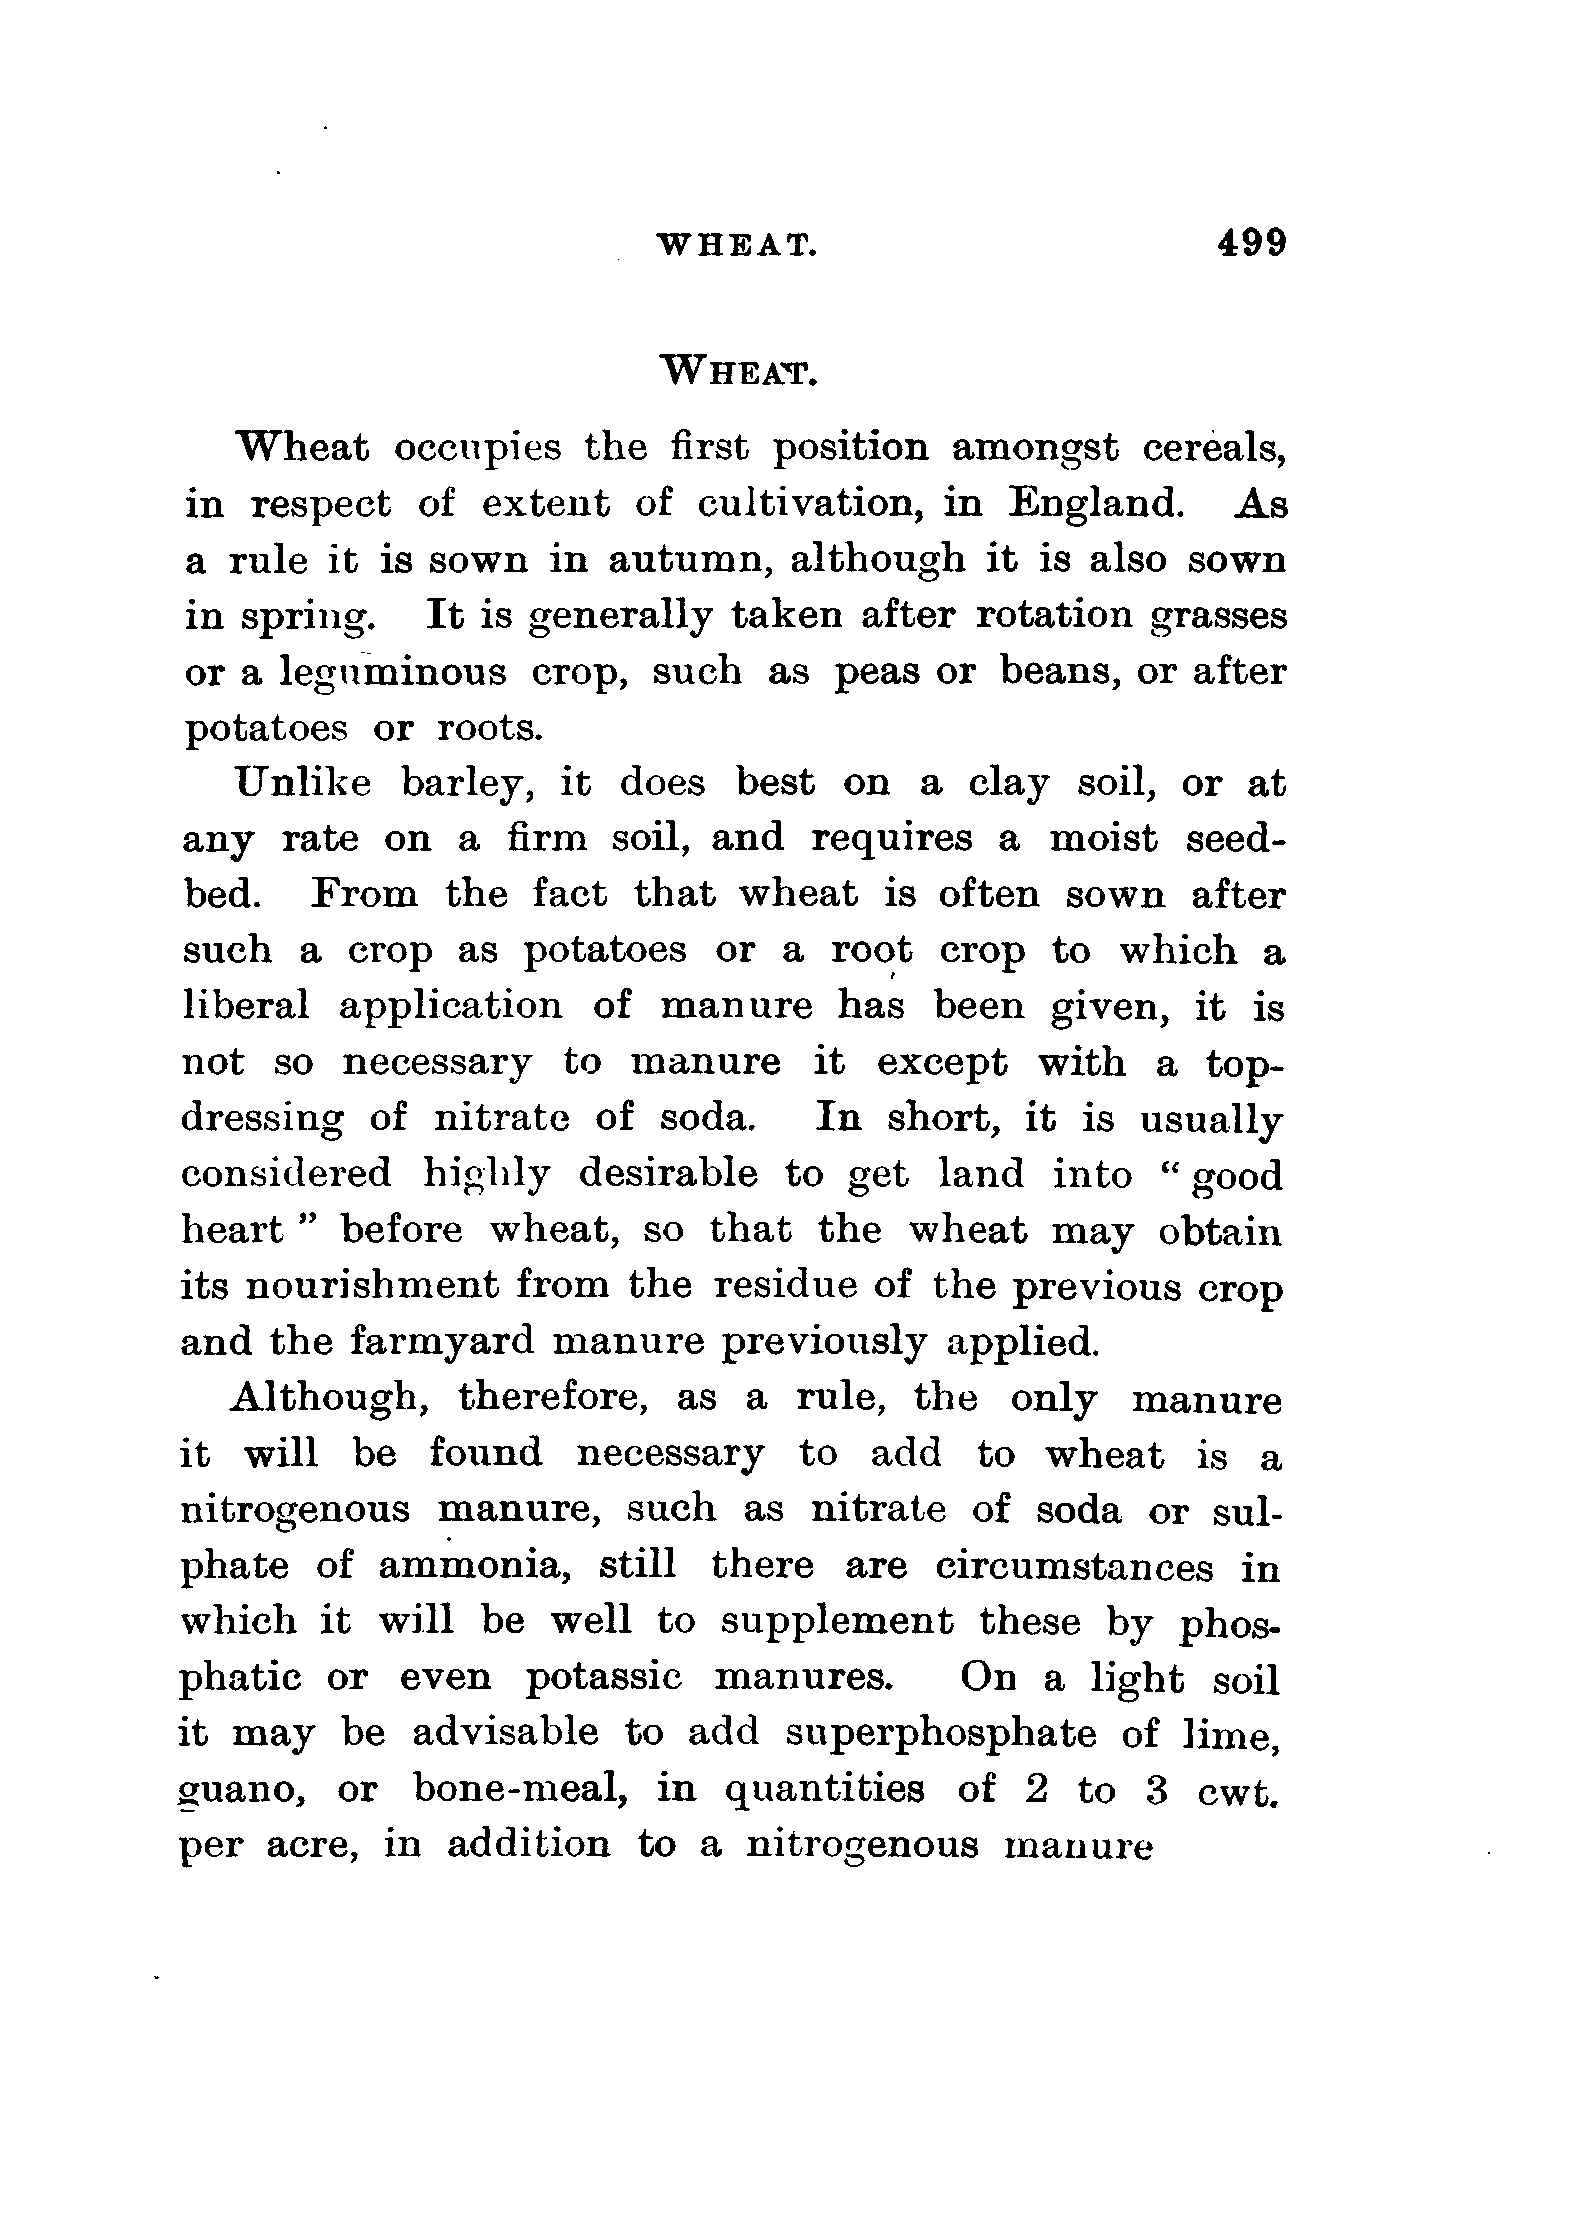 WHEAT. 499
WHEAT.
Wheat occupies the first position amongst cereals,
in respect of extent of cultivation, in England. As
a rule it is sown in autumn, although it is also sown
in spring. It is generally taken after rotation grasses
or a leguminous crop, such as peas or beans, or after
potatoes or roots.
Unlike barley, it does best on a clay soil, or at
any rate on a firm soil, and requires a moist seed-
bed. From the fact that wheat is often sown after
such a crop as potatoes or a root crop to which a
liberal application of manure has been given, it is
not so necessary to manure it except with a top-
dressing of nitrate of soda. In short, it is usually
considered highly desirable to get land into “ good
heart ” before wheat, so that the wheat may obtain
its nourishment from the residue of the previous crop
and the farmyard manure previously applied.
Although, therefore, as a rule, the only manure
it will be found necessary to add to wheat is a
nitrogenous manure, such as nitrate of soda or sul-
phate of ammonia, still there are circumstances in
which it will be well to supplement these by phos-
phatic or even potassic manures. On a light soil
it may be advisable to add superphosphate of lime,
guano, or bone-meal, in quantities of 2 to 3 cwt.
per acre, in addition to a nitrogenous manure